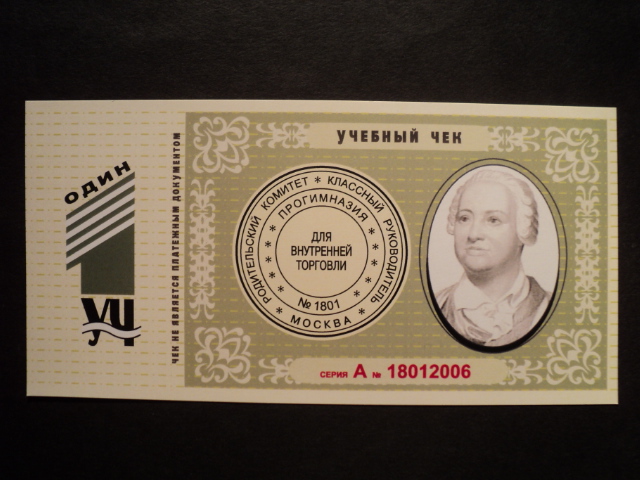 ОДИН
УЧ
ЧЕК НЕ ЯВЛЯЕТСЯ ПЛАТЕЖНЫМ ДОКУМЕНТОМ
УЧЕБНЫЙ ЧЕК
РОДИТЕЛЬСКИЙ КОМИТЕТ * КЛАССНЫЙ РУКОВОДИТЕЛЬ
* МОСКВА *
ПРОГИМНАЗИЯ
№ 1801
ДЛЯ
ВНУТРЕННЕЙ
ТОРГОВЛИ
СЕРИЯ А № 18012006